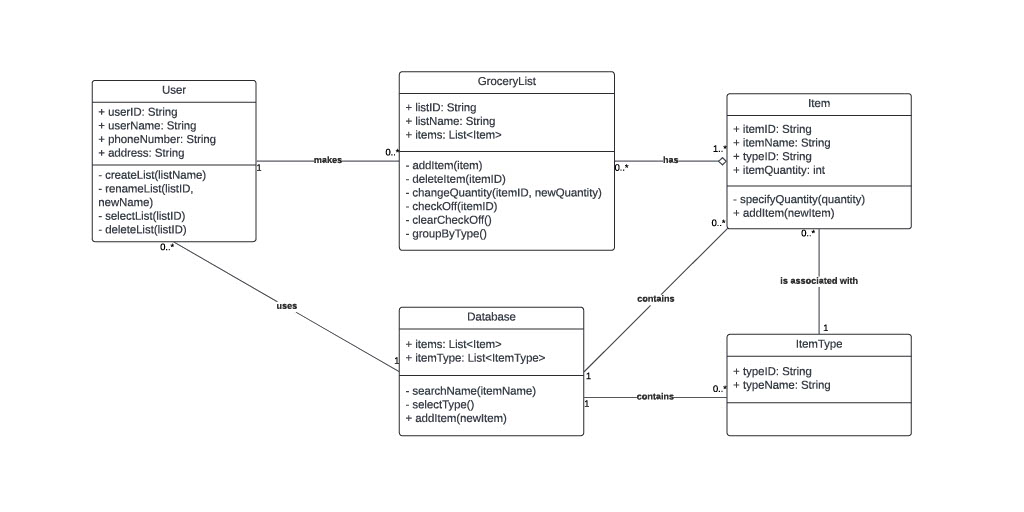 User
+ userID: String
+ userName: String
+ phoneNumber: String
+ address: String
- createList(listName)
- renameList(listID,
newName)
- selectList(listID)
- deleteList(listID)
1
makes
0..*
GroceryList
+ listID: String
+ listName: String
+ items: List<Item>
- addItem(item)
- deleteItem(itemID)
- changeQuantity(itemID, newQuantity)
- checkOff(itemID)
- clearCheckOff()
- groupByType()
0..*
has
1..*
Item
+ itemID: String
+ itemName: String
+ typeID: String
+ itemQuantity: int
- specifyQuantity(quantity)
+ addItem(newItem)
0..*
uses
1
Database
+ items: List<Item>
+ itemType: List<ItemType>
- searchName(itemName)
- selectType()
+ addItem(newItem)
0..*
contains
1
0..*
is associated with
1
1
contains
0..*
ItemType
+ typeID: String
+ typeName: String